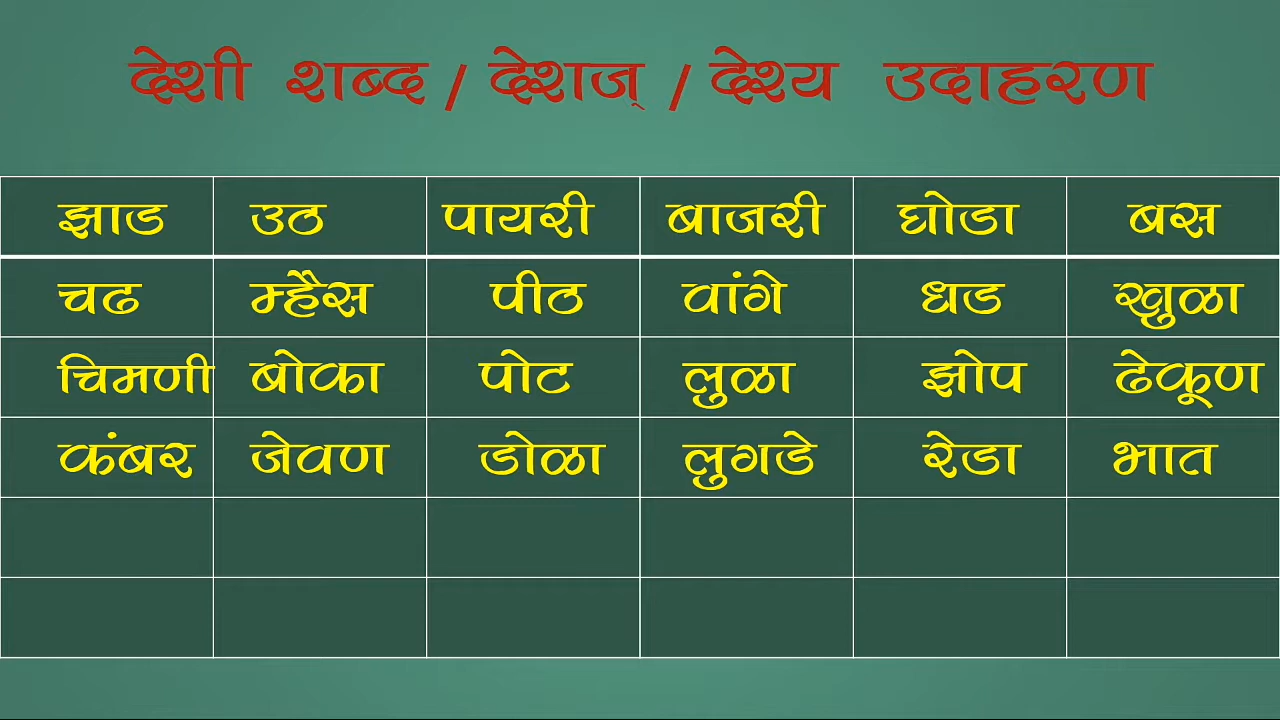 देशी शब्द / देशज् / देश्य उदाहरण
झाड उठ पायरी बाजरी घोडा बस
चढ म्हैस पीठ वांगे धड खुळा
चिमणी बोका पोट लुळा झोप ढेकूण
कंबर जेवण डोळा लुगडे रेडा भात